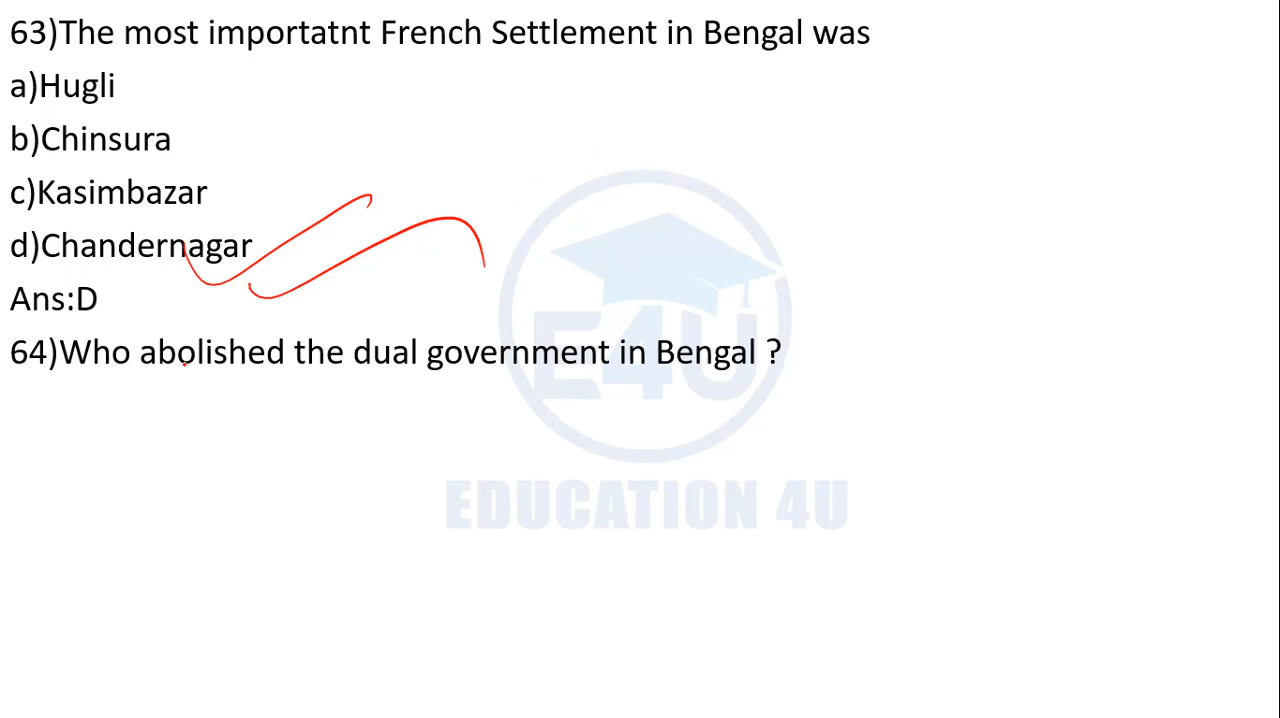 63)The most importatnt French Settlement in Bengal was
a)Hugli
b)Chinsura
c)Kasimbazar
d)Chandernagar
Ans:D
64)Who abolished the dual government in Bengal ?
E4U
EDUCATION 4U